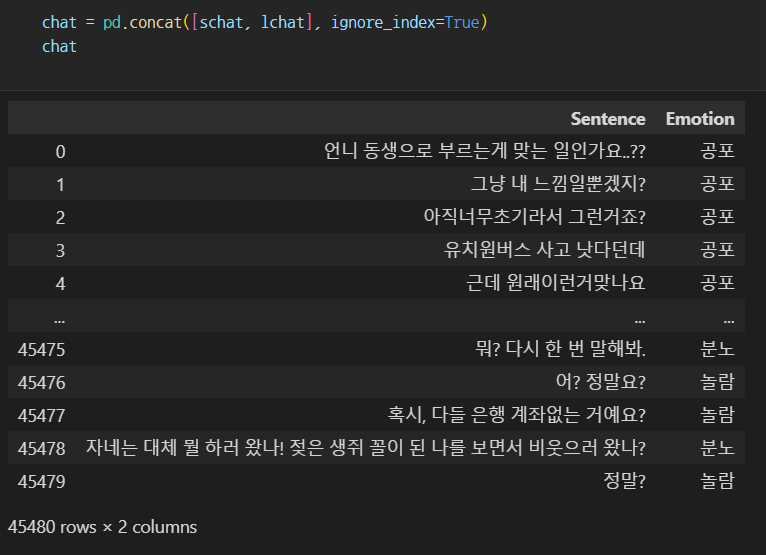 chat = pd.concat([schat, lchat], ignore_index=True)
chat
Sentence Emotion
0 언니 동생으로 부르는게 맞는 일인가요..?? 공포
1 그냥 내 느낌일뿐겠지? 공포
2 아직너무초기라서 그런거죠? 공포
3 유치원버스 사고 낫다던데 공포
4 근데 원래이런거맞나요 공포
... ... ...
45475 뭐? 다시 한 번 말해봐. 분노
45476 어? 정말요? 놀람
45477 혹시, 다들 은행 계좌없는 거예요? 놀람
45478 자네는 대체 뭘 하러 왔나! 젖은 생쥐 꼴이 된 나를 보면서 비웃으러 왔나? 분노
45479 정말? 놀람
45480 rows × 2 columns